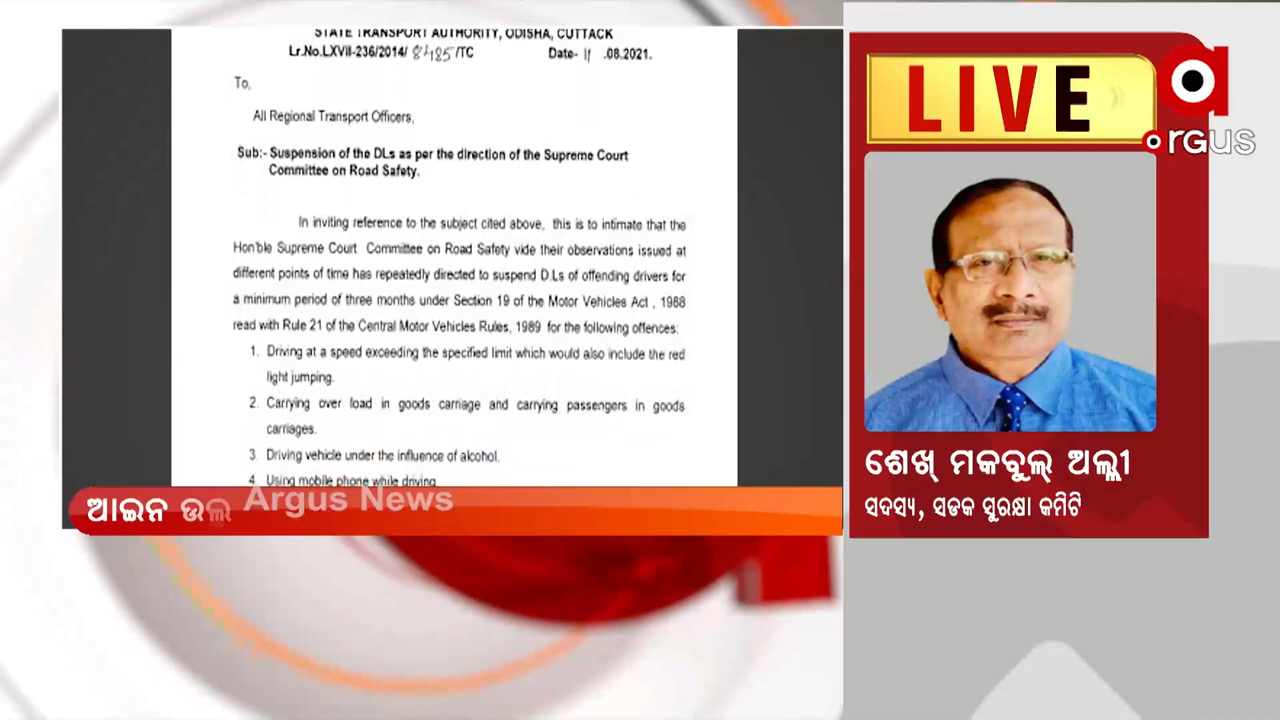 STATE TRANSPORT AUTHORITY, ODISHA, CUTTACK
Lr.No.LXVII-236/2014/ 8485/TC Date- 11 .08.2021.
To,
All Regional Transport Officers,
Sub:- Suspension of the DLs as per the direction of the Supreme Court
Committee on Road Safety.
In inviting reference to the subject cited above, this is to intimate that the
Hon'ble Supreme Court Committee on Road Safety vide their observations issued at
different points of time has repeatedly directed to suspend D.Ls of offending drivers for
a minimum period of three months under Section 19 of the Motor Vehicles Act , 1988
read with Rule 21 of the Central Motor Vehicles Rules, 1989 for the following offences:
1. Driving at a speed exceeding the specified limit which would also include the red
light jumping.
2. Carrying over load in goods carriage and carrying passengers in goods
carriages.
3. Driving vehicle under the influence of alcohol.
4. Using mobile phone while driving
ଆଇନ ଉଲ
Argus News
LIVE
argus
ଶେଖ୍ ମକବୁଲ୍ ଅଲ୍ଲୀ
ସଦସ୍ୟ, ସଡକ ସୁରକ୍ଷା କମିଟି